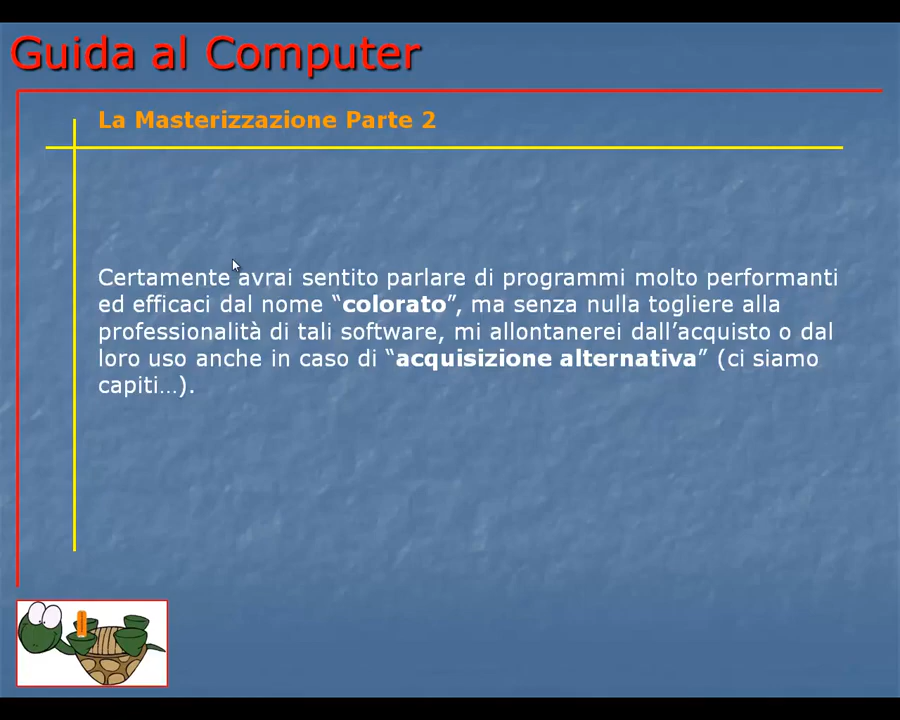 Guida al Computer
La Masterizzazione Parte 2
Certamente avrai sentito parlare di programmi molto performanti
ed efficaci dal nome “colorato”, ma senza nulla togliere alla
professionalità di tali software, mi allontanerei dall’acquisto o dal
loro uso anche in caso di “acquisizione alternativa” (ci siamo
capiti…).